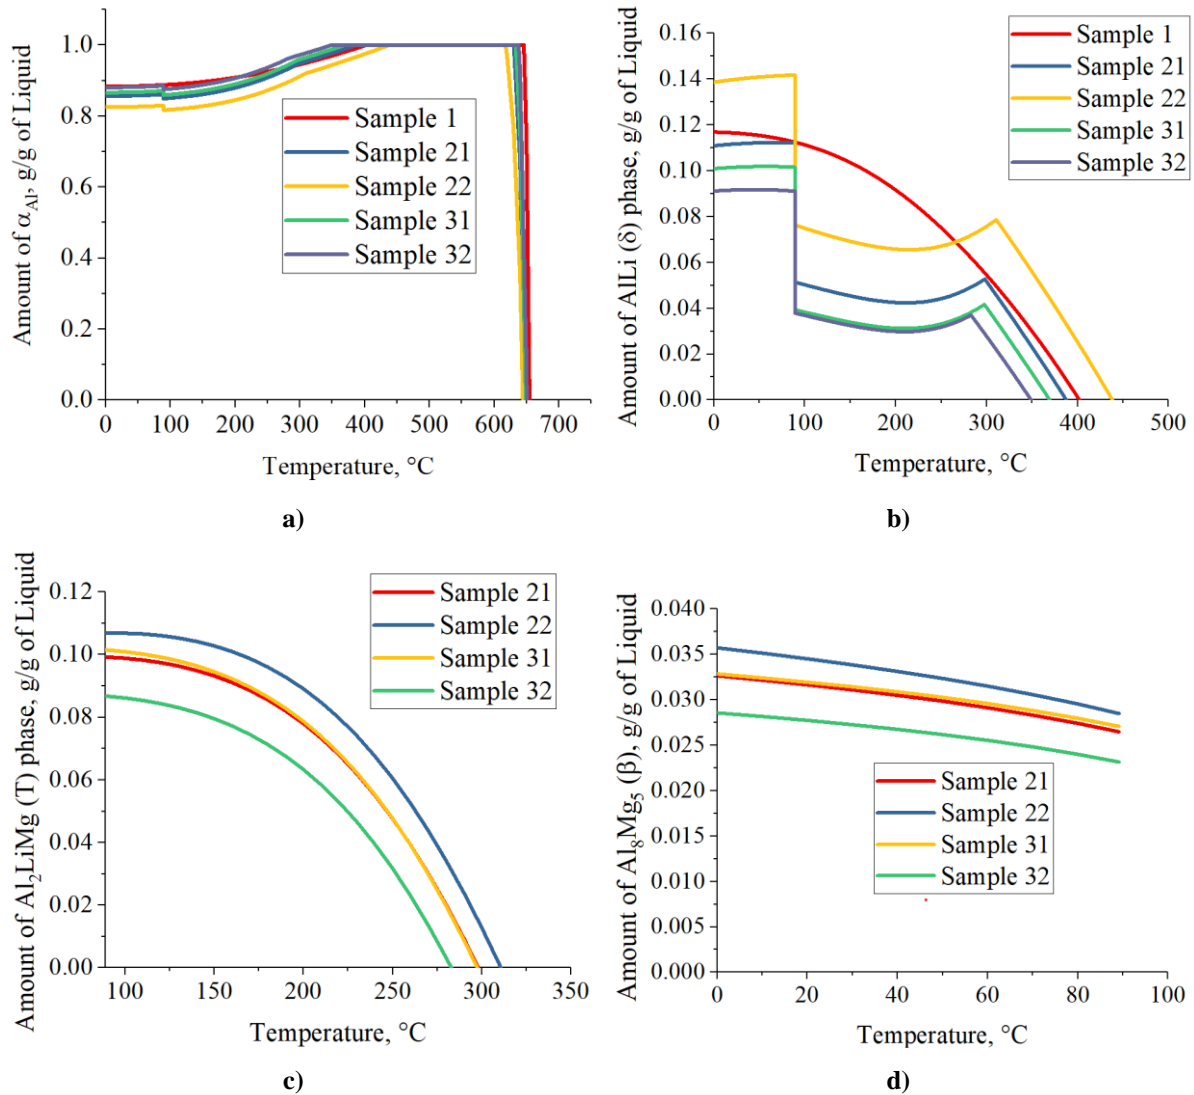 1.0
0.8
0.6
0.4
0.2
0.0
Amount of αAl, g/g of Liquid
Sample 1
Sample 21
Sample 22
Sample 31
Sample 32
0 100 200 300 400 500 600 700
Temperature, °C
a)
0.16
0.14
0.12
0.10
0.08
0.06
0.04
0.02
0.00
Amount of AlLi (δ) phase, g/g of Liquid
Sample 1
Sample 21
Sample 22
Sample 31
Sample 32
0 100 200 300 400 500
Temperature, °C
b)
0.12
0.10
0.08
0.06
0.04
0.02
0.00
Amount of Al₂LiMg (T) phase, g/g of Liquid
Sample 21
Sample 22
Sample 31
Sample 32
100 150 200 250 300 350
Temperature, °C
c)
0.040
0.035
0.030
0.025
0.020
0.015
0.010
0.005
0.000
Amount of Al₈Mg₅ (β), g/g of Liquid
Sample 21
Sample 22
Sample 31
Sample 32
0 20 40 60 80 100
Temperature, °C
d)